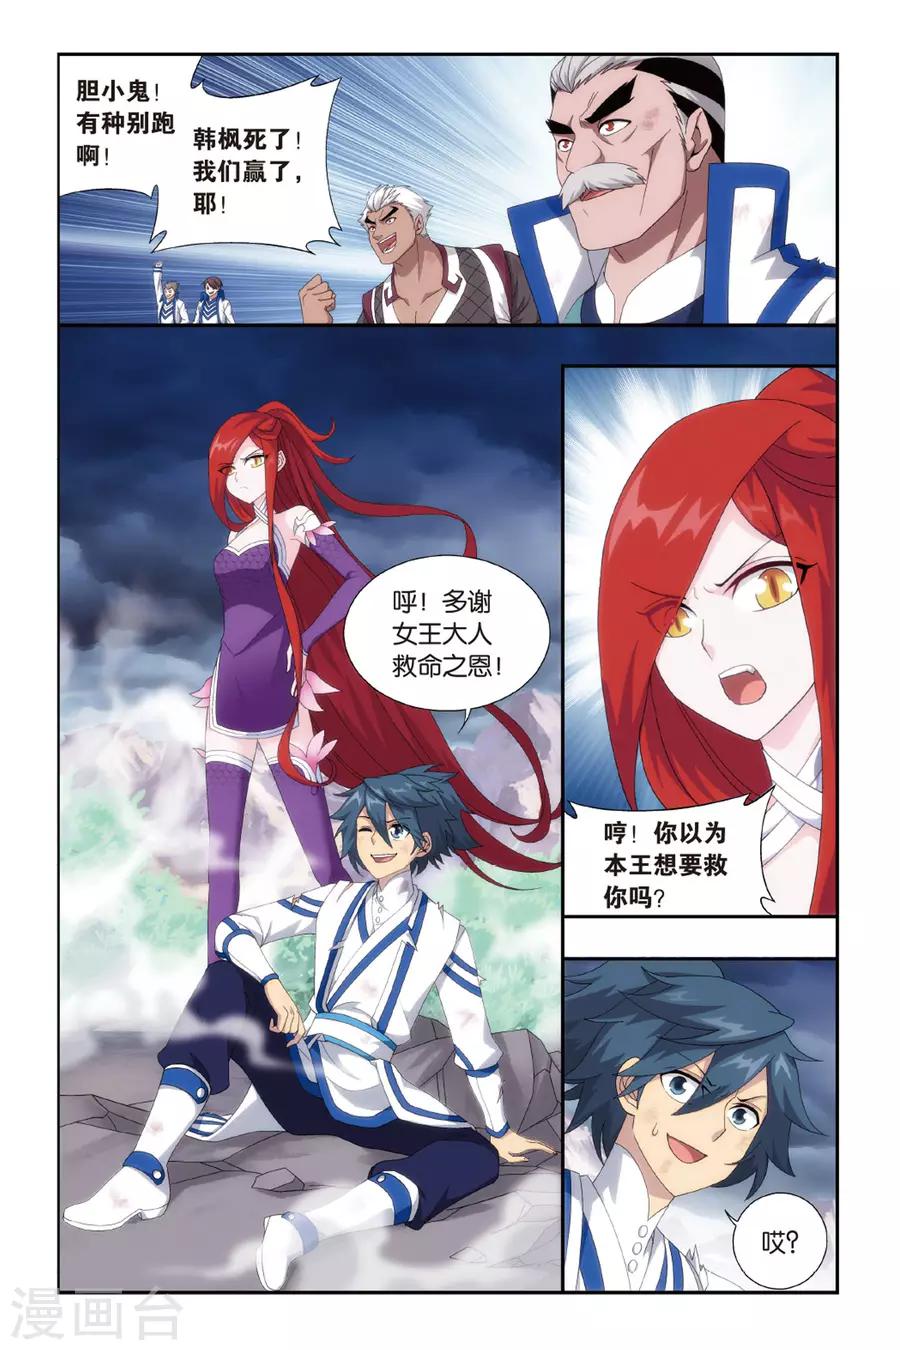 胆小鬼！
有种别跑
啊！
韩枫死了！
我们赢了，
耶！
呼！多谢
女王大人
救命之恩！
哼！你以为
本王想要救
你吗？
哎？
漫画台